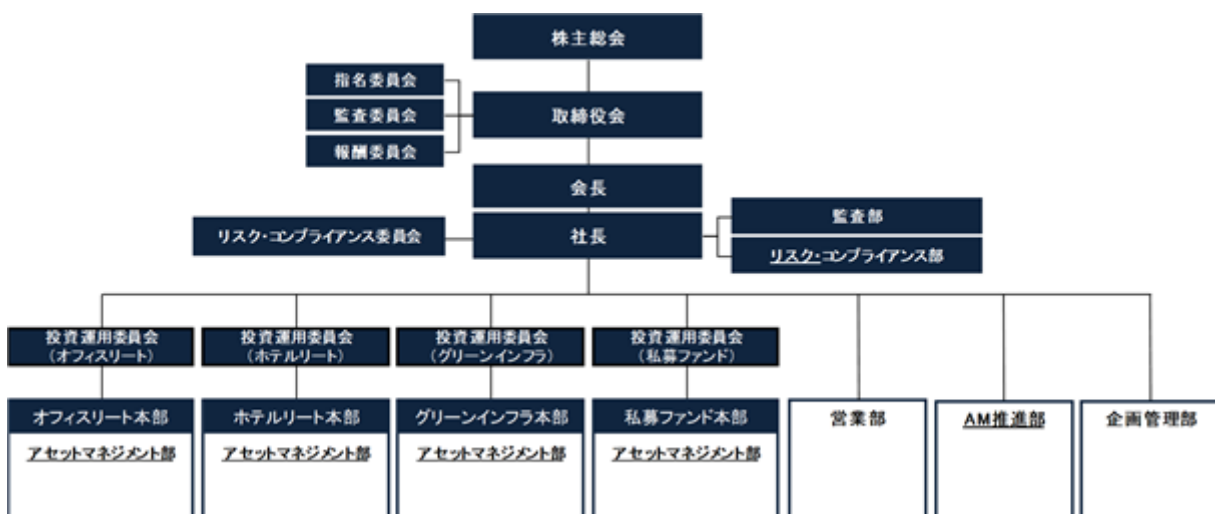 株主総会
指名委員会
監査委員会
取締役会
報酬委員会
会長
監査部
リスク・コンプライアンス委員会
社長
リスク・コンプライアンス部
投資運用委員会
(オフィスリート)
投資運用委員会
(ホテルリート)
投資運用委員会
(グリーンインフラ)
投資運用委員会
(私募ファンド)
オフィスリート本部
ホテルリート本部
グリーンインフラ本部
私募ファンド本部
営業部
AM推進部
企画管理部
アセットマネジメント部
アセットマネジメント部
アセットマネジメント部
アセットマネジメント部